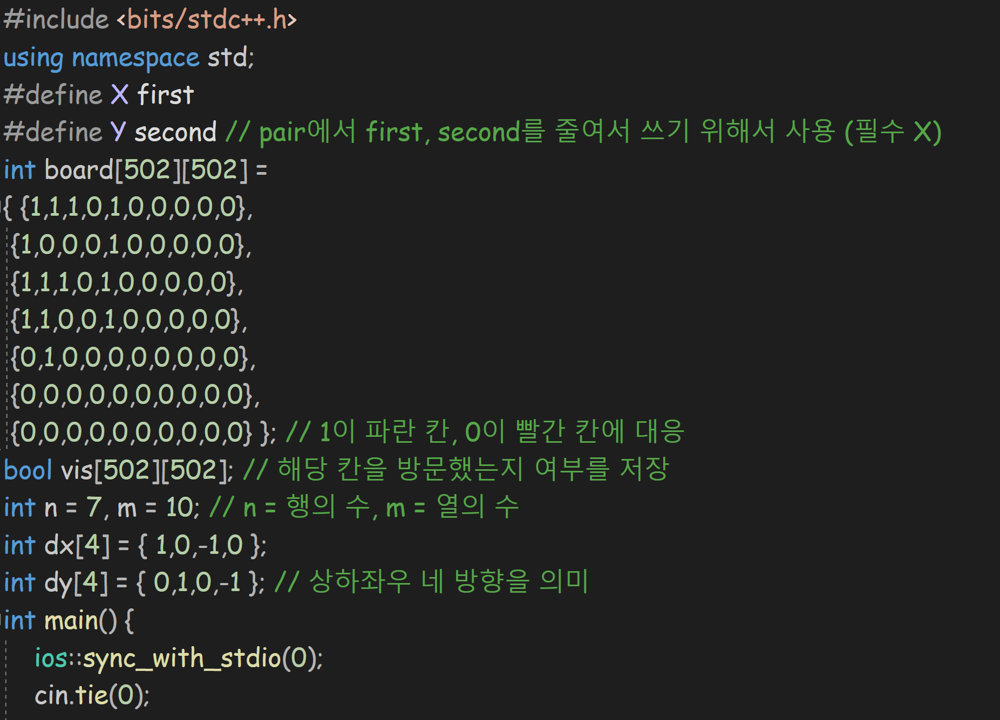 #include <bits/stdc++.h>
using namespace std;
#define X first
#define Y second // pair에서 first, second를 줄여서 쓰기 위해서 사용 (필수 X)
int board[502][502] =
{ {1,1,1,0,1,0,0,0,0,0},
{1,0,0,0,1,0,0,0,0,0},
{1,1,1,0,1,0,0,0,0,0},
{1,1,0,0,1,0,0,0,0,0},
{0,1,0,0,0,0,0,0,0,0},
{0,0,0,0,0,0,0,0,0,0},
{0,0,0,0,0,0,0,0,0,0} }; // 1이 파란 칸, 0이 빨간 칸에 대응
bool vis[502][502]; // 해당 칸을 방문했는지 여부를 저장
int n = 7, m = 10; // n = 행의 수, m = 열의 수
int dx[4] = { 1,0,-1,0 };
int dy[4] = { 0,1,0,-1 }; // 상하좌우 네 방향을 의미
int main() {
ios::sync_with_stdio(0);
cin.tie(0);